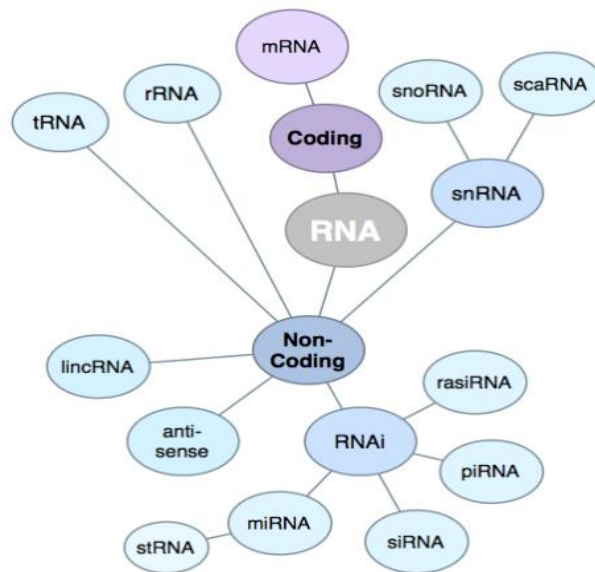 mRNA
rRNA
tRNA
snoRNA
scaRNA
Coding
snRNA
RNA
Non-
Coding
lincRNA
rasiRNA
anti-
sense
RNAi
piRNA
miRNA
stRNA
siRNA